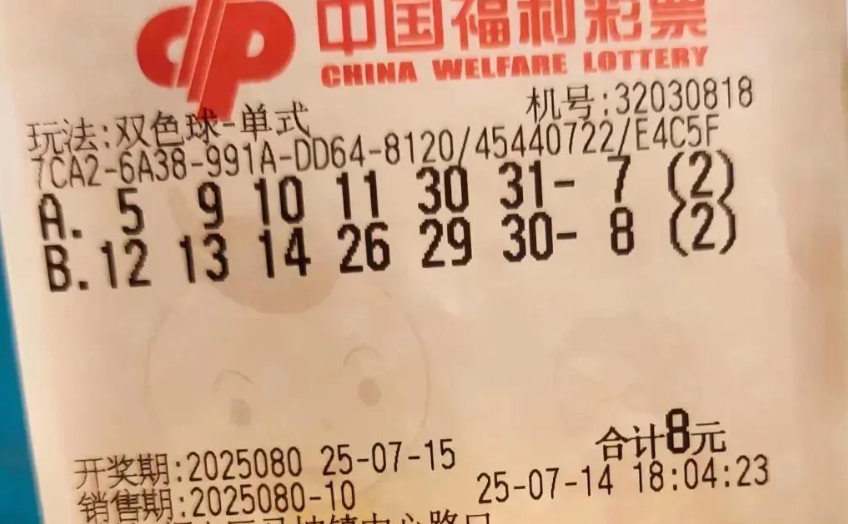 中国福利彩票
CHINA WELFARE LOTTERY
机号:32030818
玩法:双色球-单式
7CA2-6A38-991A-DD64-8120/45440722/E4C5F
A. 5 9 10 11 30 31- 7 (2)
B.12 13 14 26 29 30- 8 (2)
合计8元
开奖期:2025080 25-07-15
销售期:2025080-10 25-07-14 18:04:23